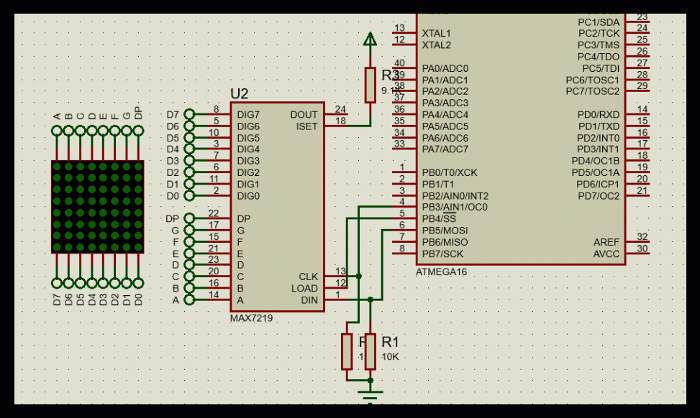 A B C D E F G DP
D7 D6 D5 D4 D3 D2 D1 D0
U2
D7 8 DIG7 DOUT 24
D6 5 DIG6 ISET 18
D5 10 DIG5
D4 3 DIG4
D3 7 DIG3
D2 6 DIG2
D1 11 DIG1
D0 2 DIG0
DP 22 DP
G 17 G
F 15 F
E 21 E
D 23 D
C 20 C CLK 13
B 16 B LOAD 12
A 14 A DIN 1
MAX7219
R1
10K
13 XTAL1
12 XTAL2
40 PA0/ADC0
39 PA1/ADC1
38 PA2/ADC2
37 PA3/ADC3
36 PA4/ADC4
35 PA5/ADC5
34 PA6/ADC6
33 PA7/ADC7
1 PB0/T0/XCK
2 PB1/T1
3 PB2/AIN0/INT2
4 PB3/AIN1/OC0
5 PB4/SS
6 PB5/MOSI
7 PB6/MISO
8 PB7/SCK
PC1/SDA 23
PC2/TCK 24
PC3/TMS 25
PC4/TDO 26
PC5/TDI 27
PC6/TOSC1 28
PC7/TOSC2 29
PD0/RXD 14
PD1/TXD 15
PD2/INT0 16
PD3/INT1 17
PD4/OC1B 18
PD5/OC1A 19
PD6/ICP1 20
PD7/OC2 21
AREF 32
AVCC 30
ATMEGA16